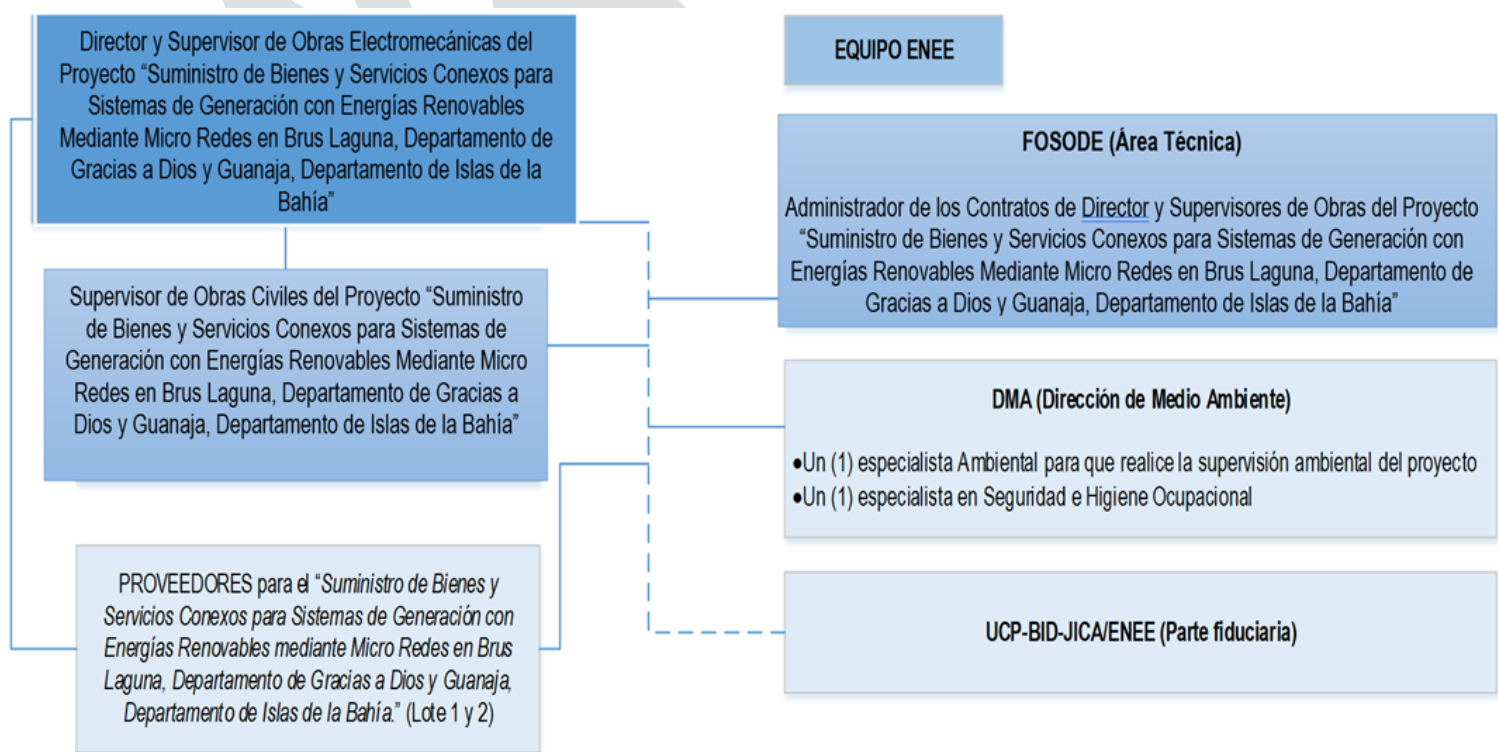 Director y Supervisor de Obras Electromecánicas del
Proyecto “Suministro de Bienes y Servicios Conexos para
Sistemas de Generación con Energías Renovables
Mediante Micro Redes en Brus Laguna, Departamento de
Gracias a Dios y Guanaja, Departamento de Islas de la
Bahía”
Supervisor de Obras Civiles del Proyecto “Suministro
de Bienes y Servicios Conexos para Sistemas de
Generación con Energías Renovables Mediante Micro
Redes en Brus Laguna, Departamento de Gracias a
Dios y Guanaja, Departamento de Islas de la Bahía”
PROVEEDORES para el “Suministro de Bienes y
Servicios Conexos para Sistemas de Generación con
Energías Renovables mediante Micro Redes en Brus
Laguna, Departamento de Gracias a Dios y Guanaja,
Departamento de Islas de la Bahía.” (Lote 1 y 2)
EQUIPO ENEE
FOSODE (Área Técnica)
Administrador de los Contratos de Director y Supervisores de Obras del Proyecto
“Suministro de Bienes y Servicios Conexos para Sistemas de Generación con
Energías Renovables Mediante Micro Redes en Brus Laguna, Departamento de
Gracias a Dios y Guanaja, Departamento de Islas de la Bahía”
DMA (Dirección de Medio Ambiente)
•Un (1) especialista Ambiental para que realice la supervisión ambiental del proyecto
•Un (1) especialista en Seguridad e Higiene Ocupacional
UCP-BID-JICA/ENEE (Parte fiduciaria)